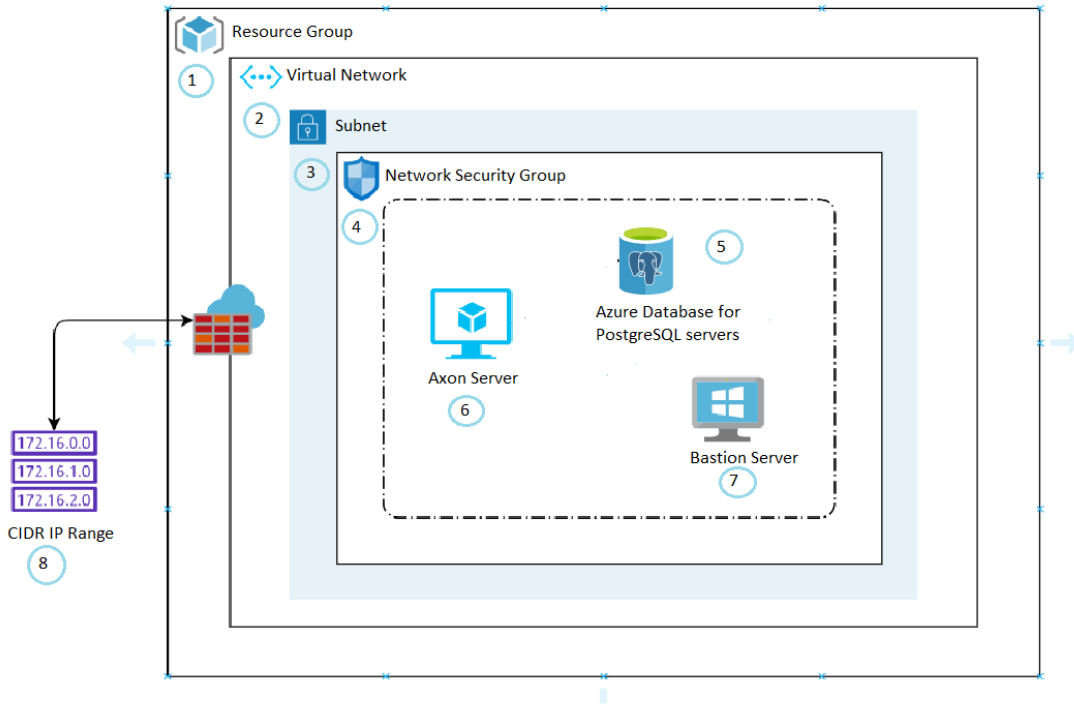 Resource Group
1
Virtual Network
2
Subnet
3
Network Security Group
4
5
Azure Database for
PostgreSQL servers
Axon Server
6
Bastion Server
7
172.16.0.0
172.16.1.0
172.16.2.0
CIDR IP Range
8